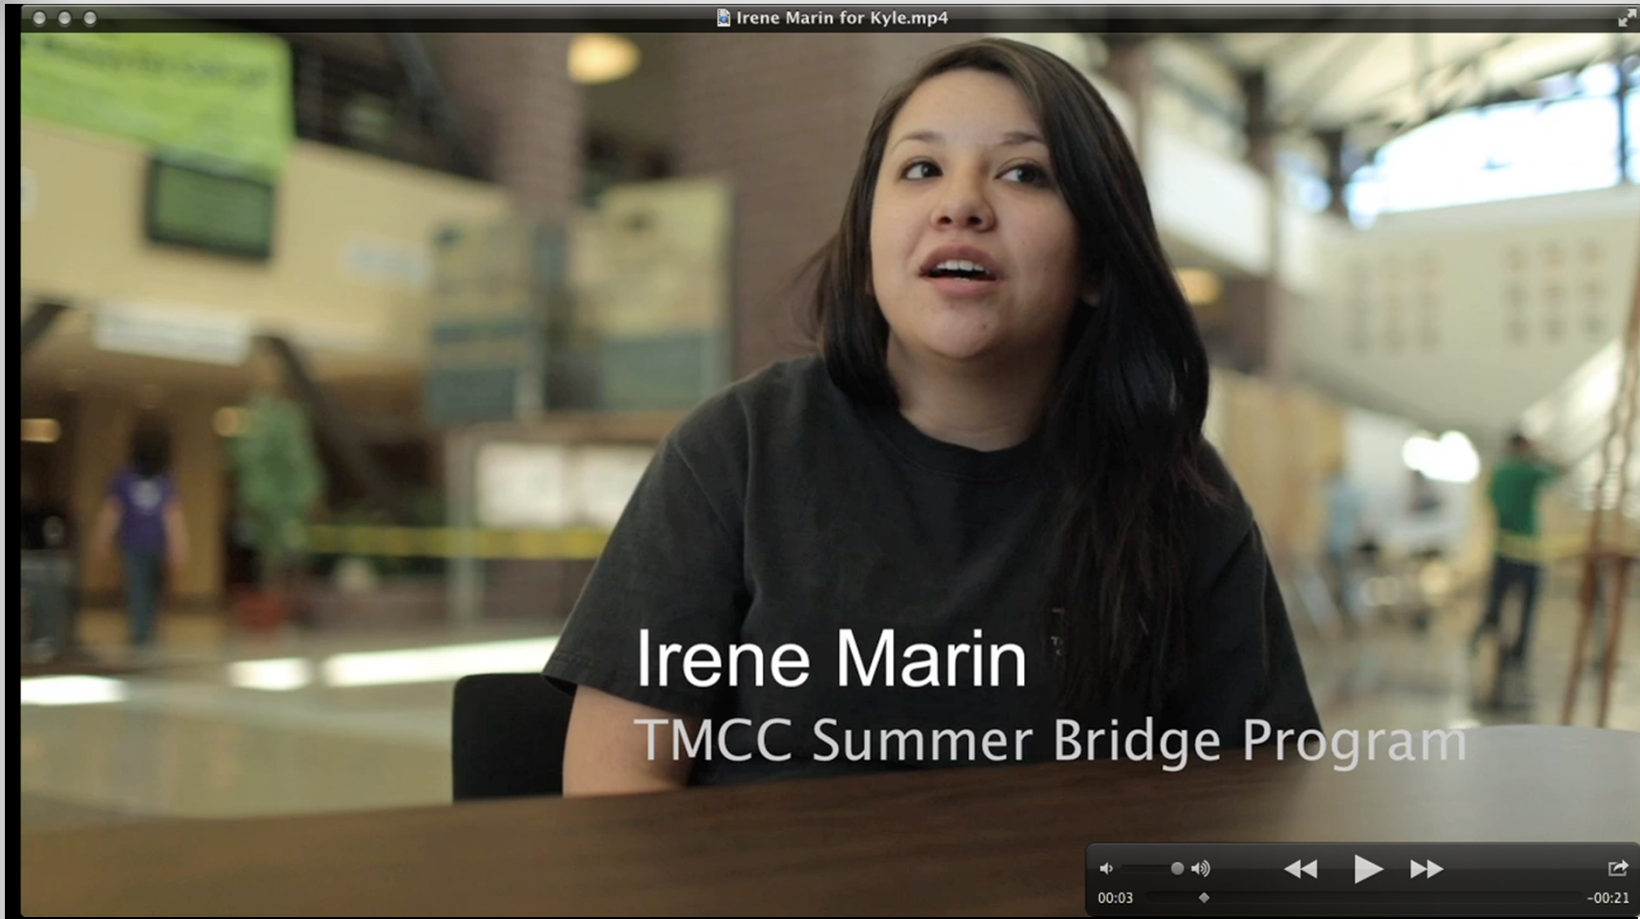 Irene Marin for Kyle.mp4
Irene Marin
TMCC Summer Bridge Program
00:03
-00:21